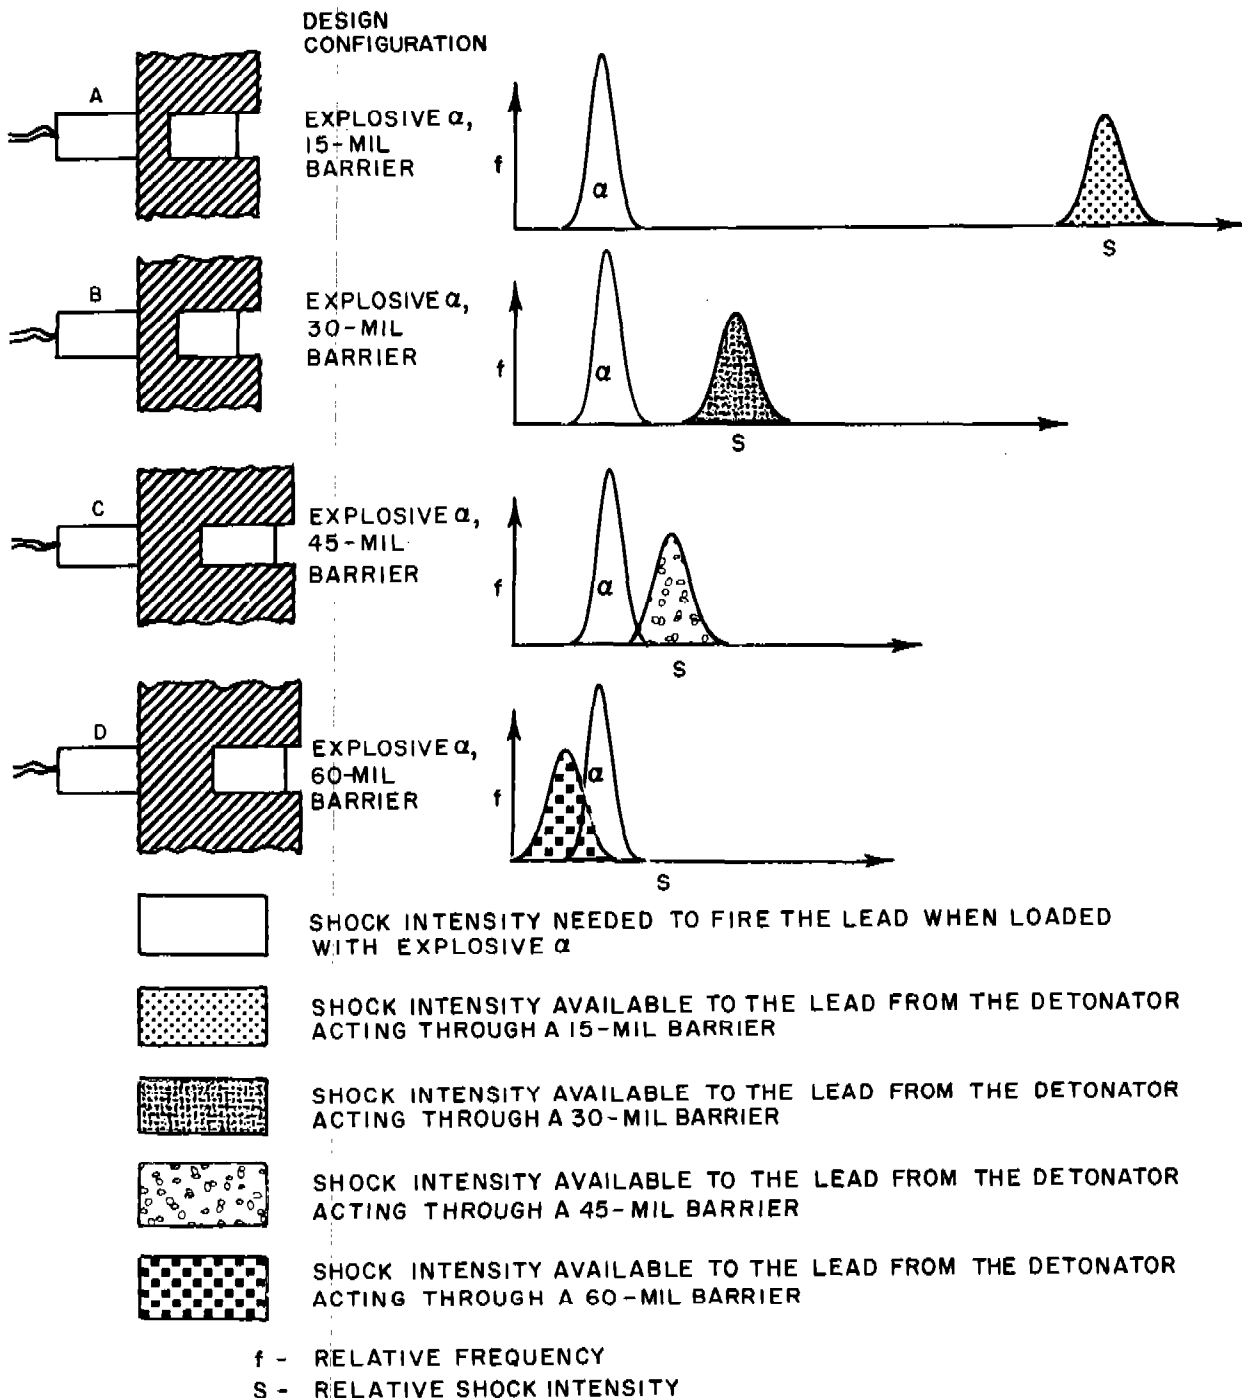 DESIGN
CONFIGURATION
A
EXPLOSIVE α,
15-MIL
BARRIER
f
α
S
B
EXPLOSIVE α,
30-MIL
BARRIER
f
α
S
C
EXPLOSIVE α,
45-MIL
BARRIER
f
α
S
D
EXPLOSIVE α,
60-MIL
BARRIER
f
α
S
SHOCK INTENSITY NEEDED TO FIRE THE LEAD WHEN LOADED
WITH EXPLOSIVE α
SHOCK INTENSITY AVAILABLE TO THE LEAD FROM THE DETONATOR
ACTING THROUGH A 15-MIL BARRIER
SHOCK INTENSITY AVAILABLE TO THE LEAD FROM THE DETONATOR
ACTING THROUGH A 30-MIL BARRIER
SHOCK INTENSITY AVAILABLE TO THE LEAD FROM THE DETONATOR
ACTING THROUGH A 45-MIL BARRIER
SHOCK INTENSITY AVAILABLE TO THE LEAD FROM THE DETONATOR
ACTING THROUGH A 60-MIL BARRIER
f - RELATIVE FREQUENCY
S - RELATIVE SHOCK INTENSITY